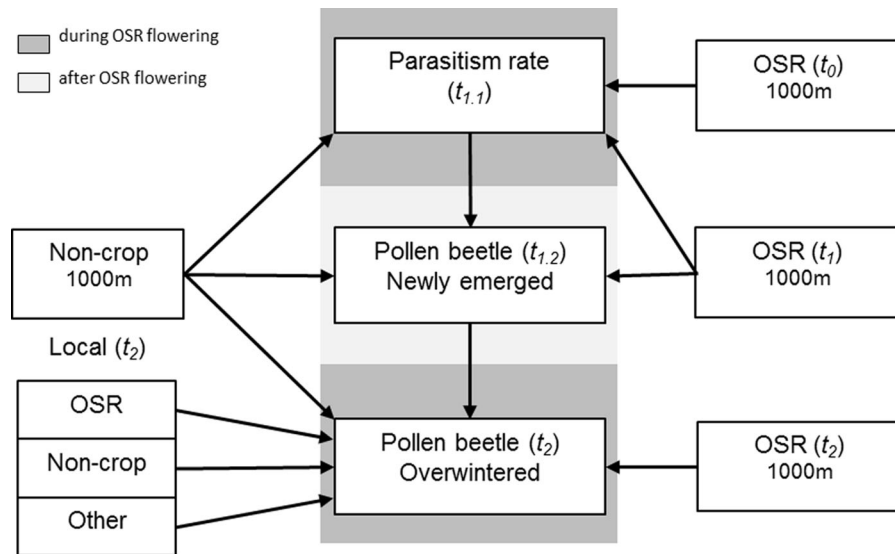 during OSR flowering
after OSR flowering
Parasitism rate
(t1.1)
OSR (t0)
1000m
Non-crop
1000m
Pollen beetle (t1.2)
Newly emerged
OSR (t1)
1000m
Local (t2)
OSR
Non-crop
Other
Pollen beetle (t2)
Overwintered
OSR (t2)
1000m